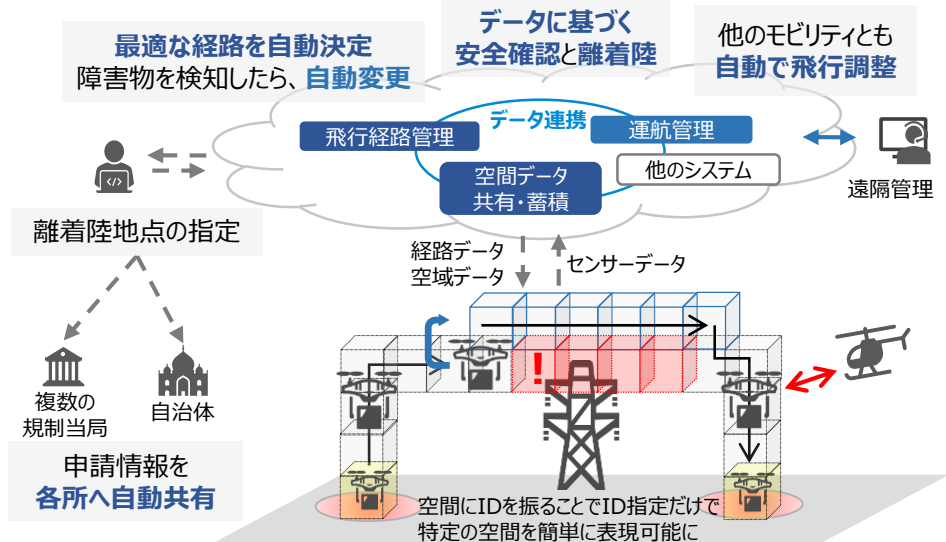 最適な経路を自動決定
障害物を検知したら、自動変更
データに基づく
安全確認と離着陸
他のモビリティとも
自動で飛行調整
データ連携
飛行経路管理
運航管理
空間データ
共有・蓄積
他のシステム
遠隔管理
離着陸地点の指定
経路データ
空域データ
センサーデータ
!
複数の
規制当局
自治体
申請情報を
各所へ自動共有
空間にIDを振ることでID指定だけで
特定の空間を簡単に表現可能に